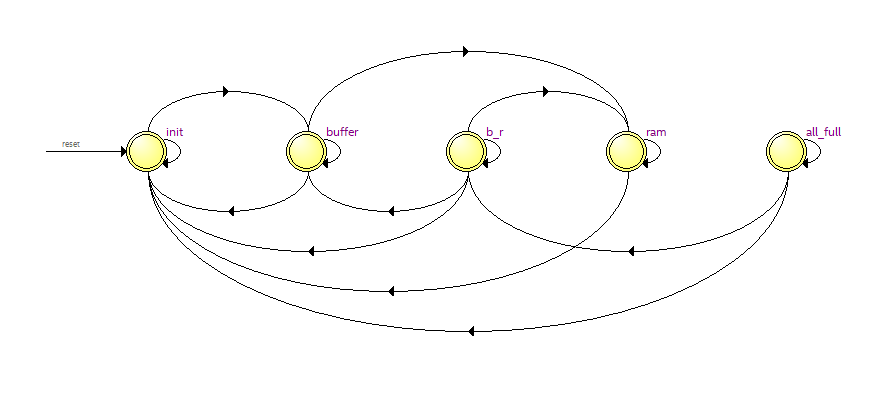 reset
init
buffer
b_r
ram
all_full